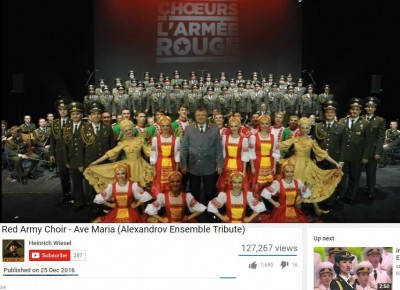 CHŒURS
DE
L'ARMÉE
ROUGE
Red Army Choir - Ave Maria (Alexandrov Ensemble Tribute)
Heinrich Wiesel
Subscribe 287
127,267 views
Published on 25 Dec 2016
1,690 16
Up next
2:50